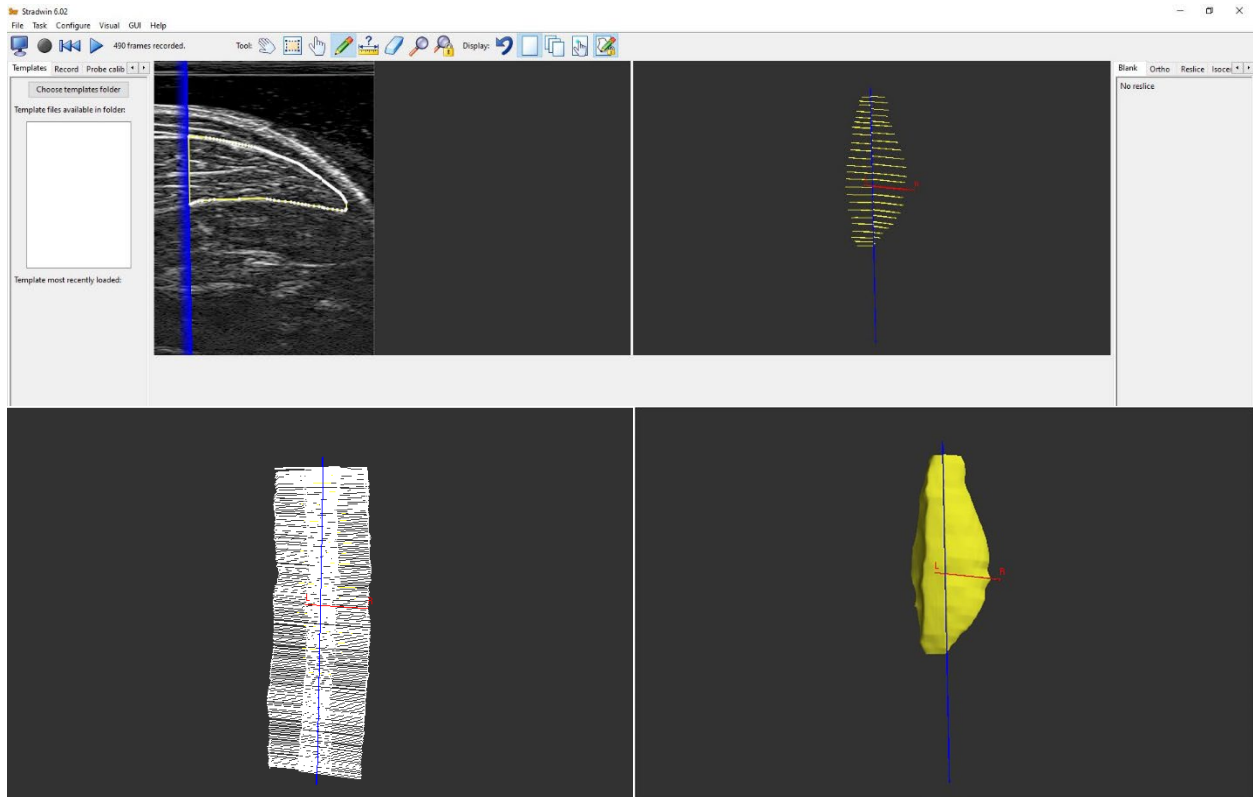 Stradwin 6.02
File Task Configure Visual GUI Help
490 frames recorded. Tool: Display:
Templates Record Probe calib
Choose templates folder
Template files available in folder:
Template most recently loaded:
Blank Ortho Reslice Isoce
No reslice
L
R